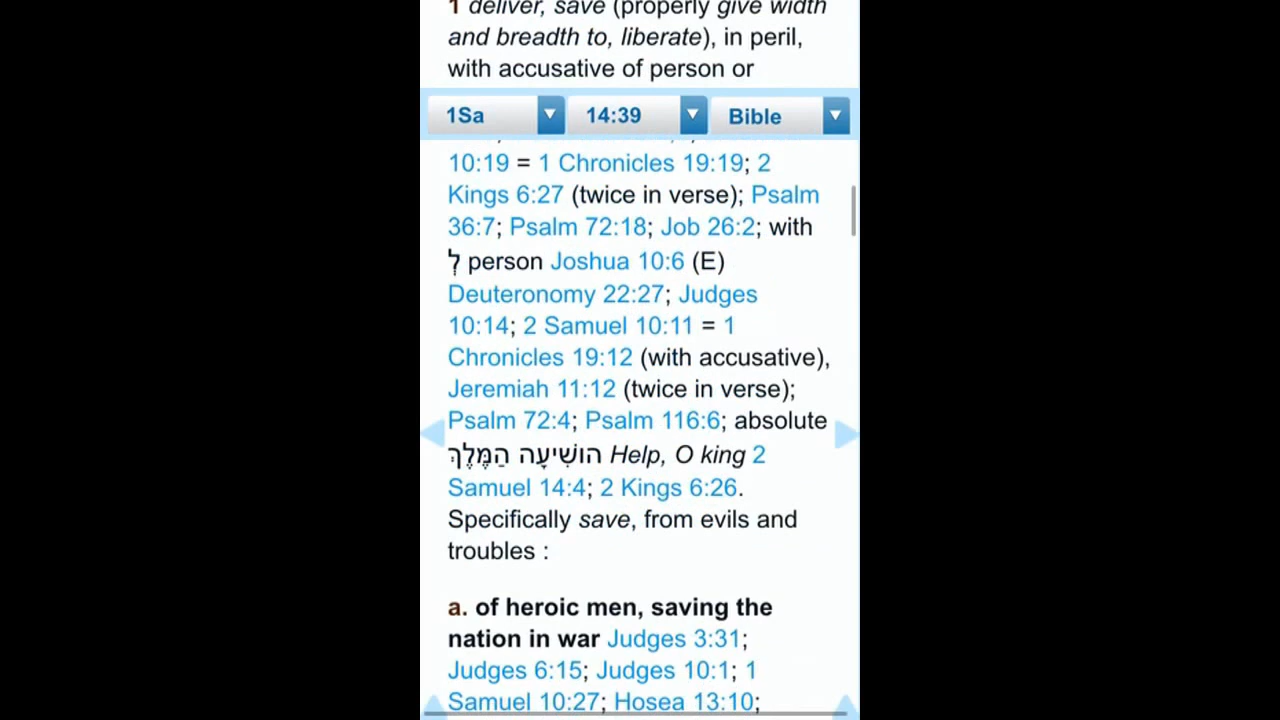 1 deliver, save (properly give width
and breadth to, liberate), in peril,
with accusative of person or
1Sa 14:39 Bible
10:19 = 1 Chronicles 19:19; 2
Kings 6:27 (twice in verse); Psalm
36:7; Psalm 72:18; Job 26:2; with
לְ person Joshua 10:6 (E)
Deuteronomy 22:27; Judges
10:14; 2 Samuel 10:11 = 1
Chronicles 19:12 (with accusative),
Jeremiah 11:12 (twice in verse);
Psalm 72:4; Psalm 116:6; absolute
הוֹשִׁיעָה הַמֶּלֶךְ Help, O king 2
Samuel 14:4; 2 Kings 6:26.
Specifically save, from evils and
troubles :
a. of heroic men, saving the
nation in war Judges 3:31;
Judges 6:15; Judges 10:1; 1
Samuel 10:27; Hosea 13:10;